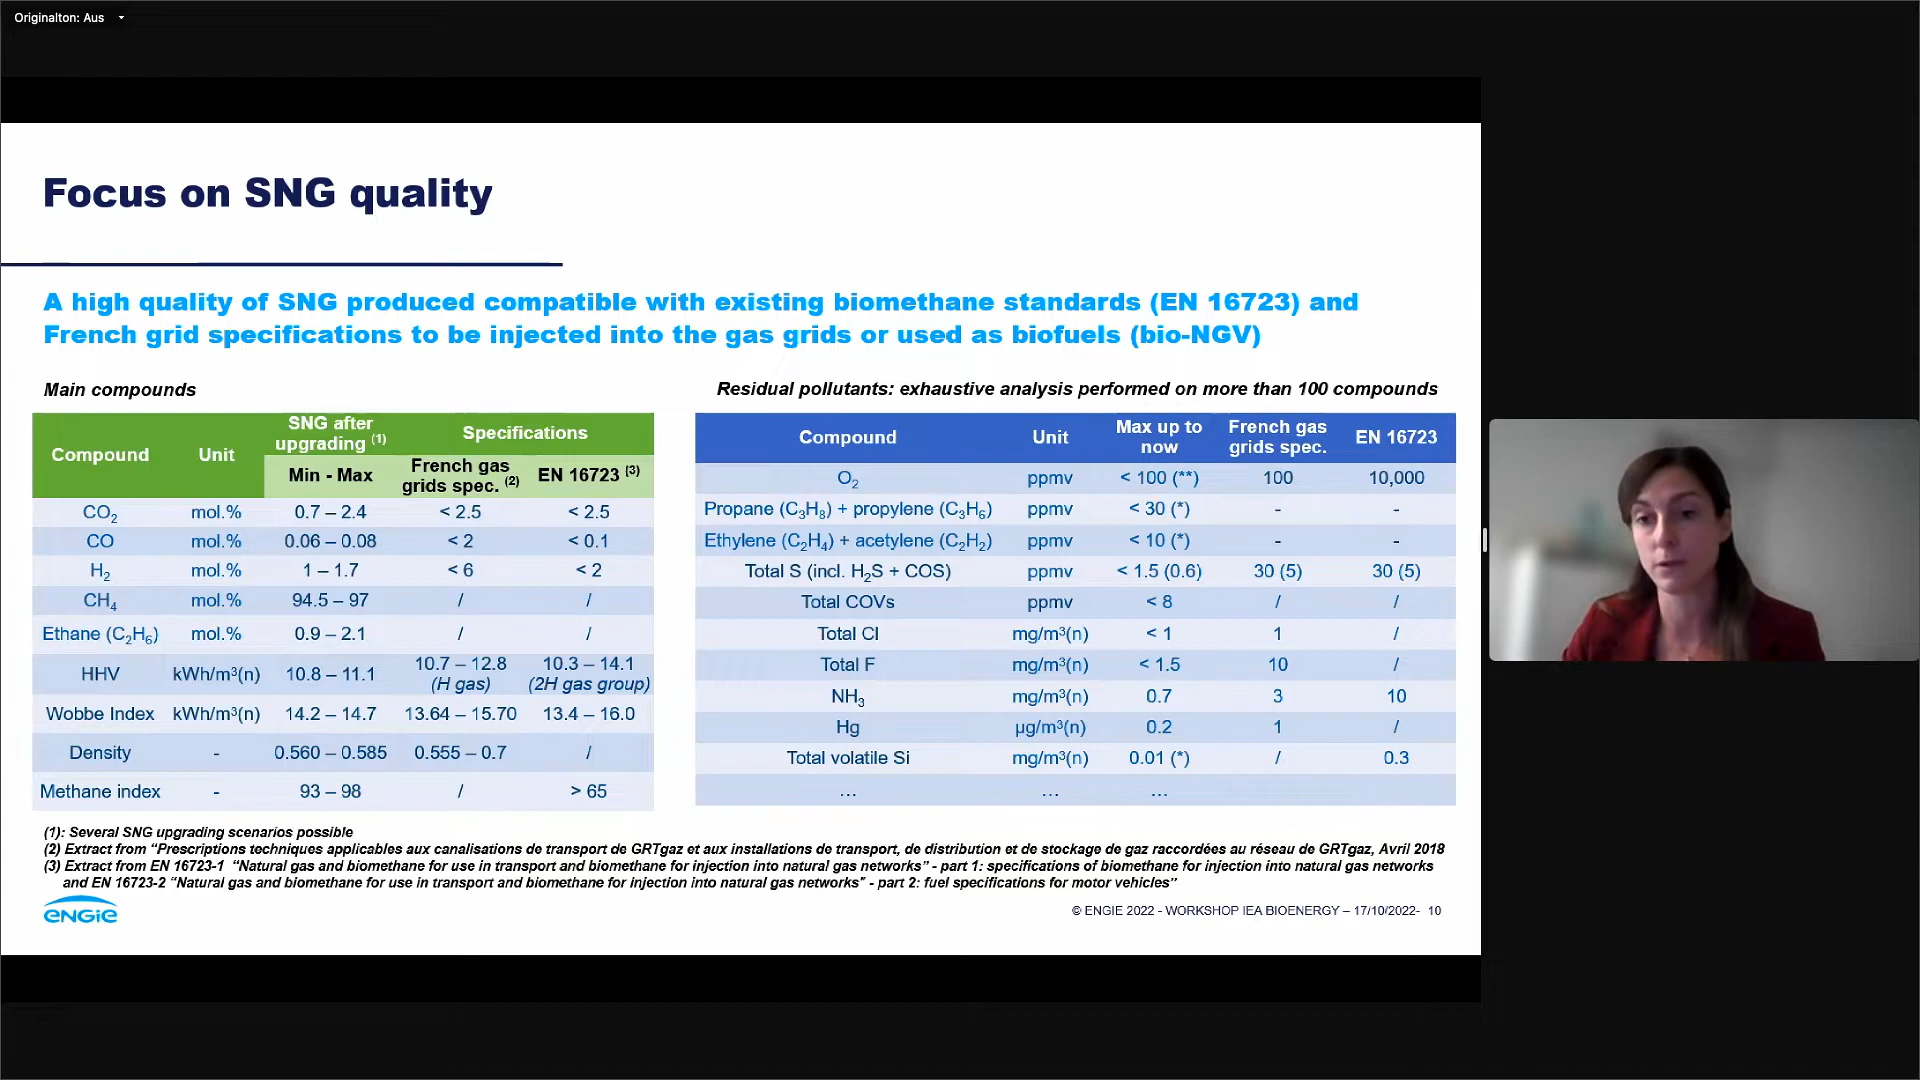 Originalton: Aus
Focus on SNG quality
A high quality of SNG produced compatible with existing biomethane standards (EN 16723) and
French grid specifications to be injected into the gas grids or used as biofuels (bio-NGV)
Main compounds
Compound Unit SNG after upgrading (1) Specifications
Min - Max French gas grids spec. (2) EN 16723 (3)
CO₂ mol.% 0.7 – 2.4 < 2.5 < 2.5
CO mol.% 0.06 – 0.08 < 2 < 0.1
H₂ mol.% 1 – 1.7 < 6 < 2
CH₄ mol.% 94.5 – 97 / /
Ethane (C₂H₆) mol.% 0.9 – 2.1 / /
HHV kWh/m³(n) 10.8 – 11.1 10.7 – 12.8 (H gas) 10.3 – 14.1 (2H gas group)
Wobbe Index kWh/m³(n) 14.2 – 14.7 13.64 – 15.70 13.4 – 16.0
Density - 0.560 – 0.585 0.555 – 0.7 /
Methane index - 93 – 98 / > 65
Residual pollutants: exhaustive analysis performed on more than 100 compounds
Compound Unit Max up to now French gas grids spec. EN 16723
O₂ ppmv < 100 (**) 100 10,000
Propane (C₃H₈) + propylene (C₃H₆) ppmv < 30 (*) - -
Ethylene (C₂H₄) + acetylene (C₂H₂) ppmv < 10 (*) - -
Total S (incl. H₂S + COS) ppmv < 1.5 (0.6) 30 (5) 30 (5)
Total COVs ppmv < 8 / /
Total Cl mg/m³(n) < 1 1 /
Total F mg/m³(n) < 1.5 10 /
NH₃ mg/m³(n) 0.7 3 10
Hg µg/m³(n) 0.2 1 /
Total volatile Si mg/m³(n) 0.01 (*) / 0.3
... ... ...
(1): Several SNG upgrading scenarios possible
(2) Extract from “Prescriptions techniques applicables aux canalisations de transport de GRTgaz et aux installations de transport, de distribution et de stockage de gaz raccordées au réseau de GRTgaz, Avril 2018
(3) Extract from EN 16723-1 “Natural gas and biomethane for use in transport and biomethane for injection into natural gas networks” - part 1: specifications of biomethane for injection into natural gas networks
and EN 16723-2 “Natural gas and biomethane for use in transport and biomethane for injection into natural gas networks” - part 2: fuel specifications for motor vehicles”
ENGIE
© ENGIE 2022 - WORKSHOP IEA BIOENERGY – 17/10/2022- 10